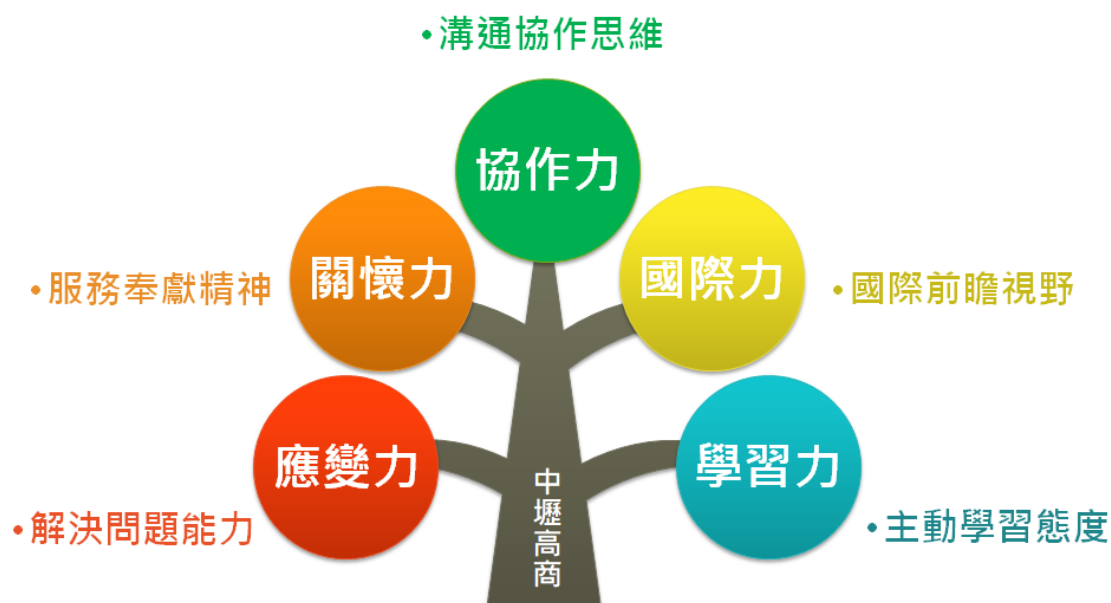 •溝通協作思維
協作力
關懷力
國際力
•服務奉獻精神
•國際前瞻視野
應變力
學習力
中壢高商
•解決問題能力
•主動學習態度